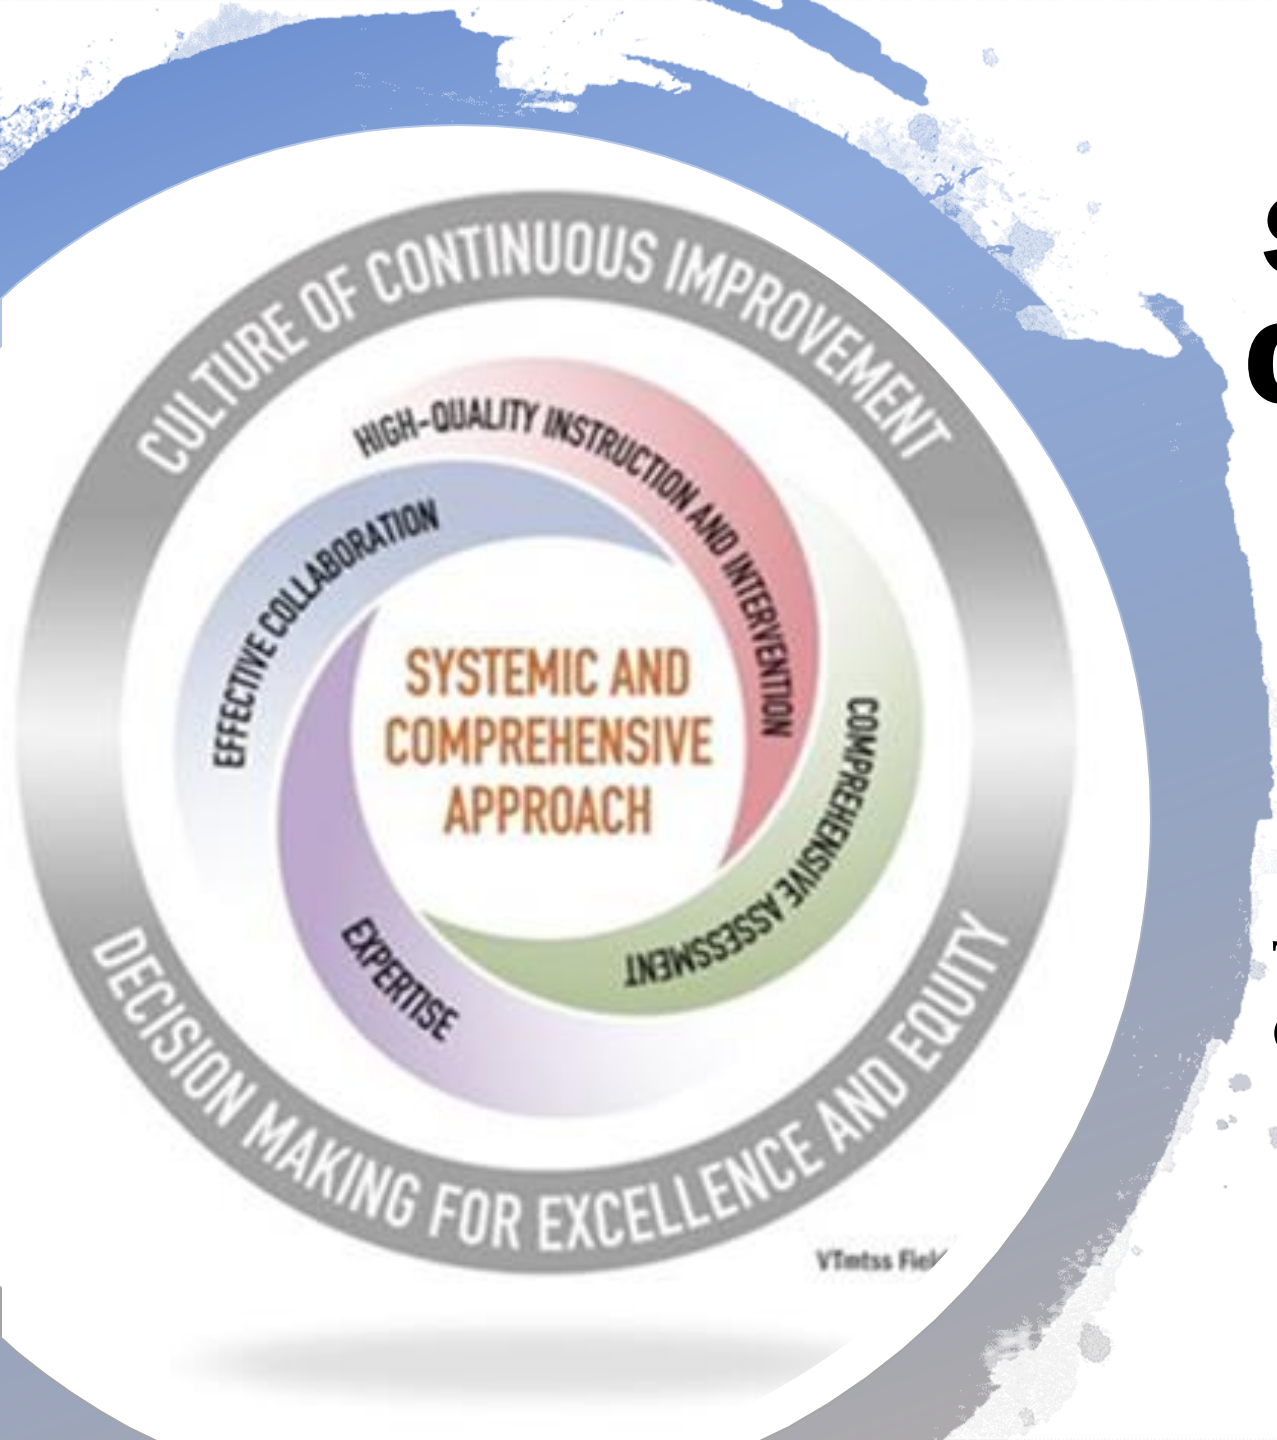 CULTURE OF CONTINUOUS IMPROVEMENT
HIGH-QUALITY INSTRUCTION AND INTERVENTION
EFFECTIVE COLLABORATION
SYSTEMIC AND
COMPREHENSIVE
APPROACH
COMPREHENSIVE ASSESSMENT
EXPERTISE
DECISION MAKING FOR EXCELLENCE AND EQUITY
VTmtss